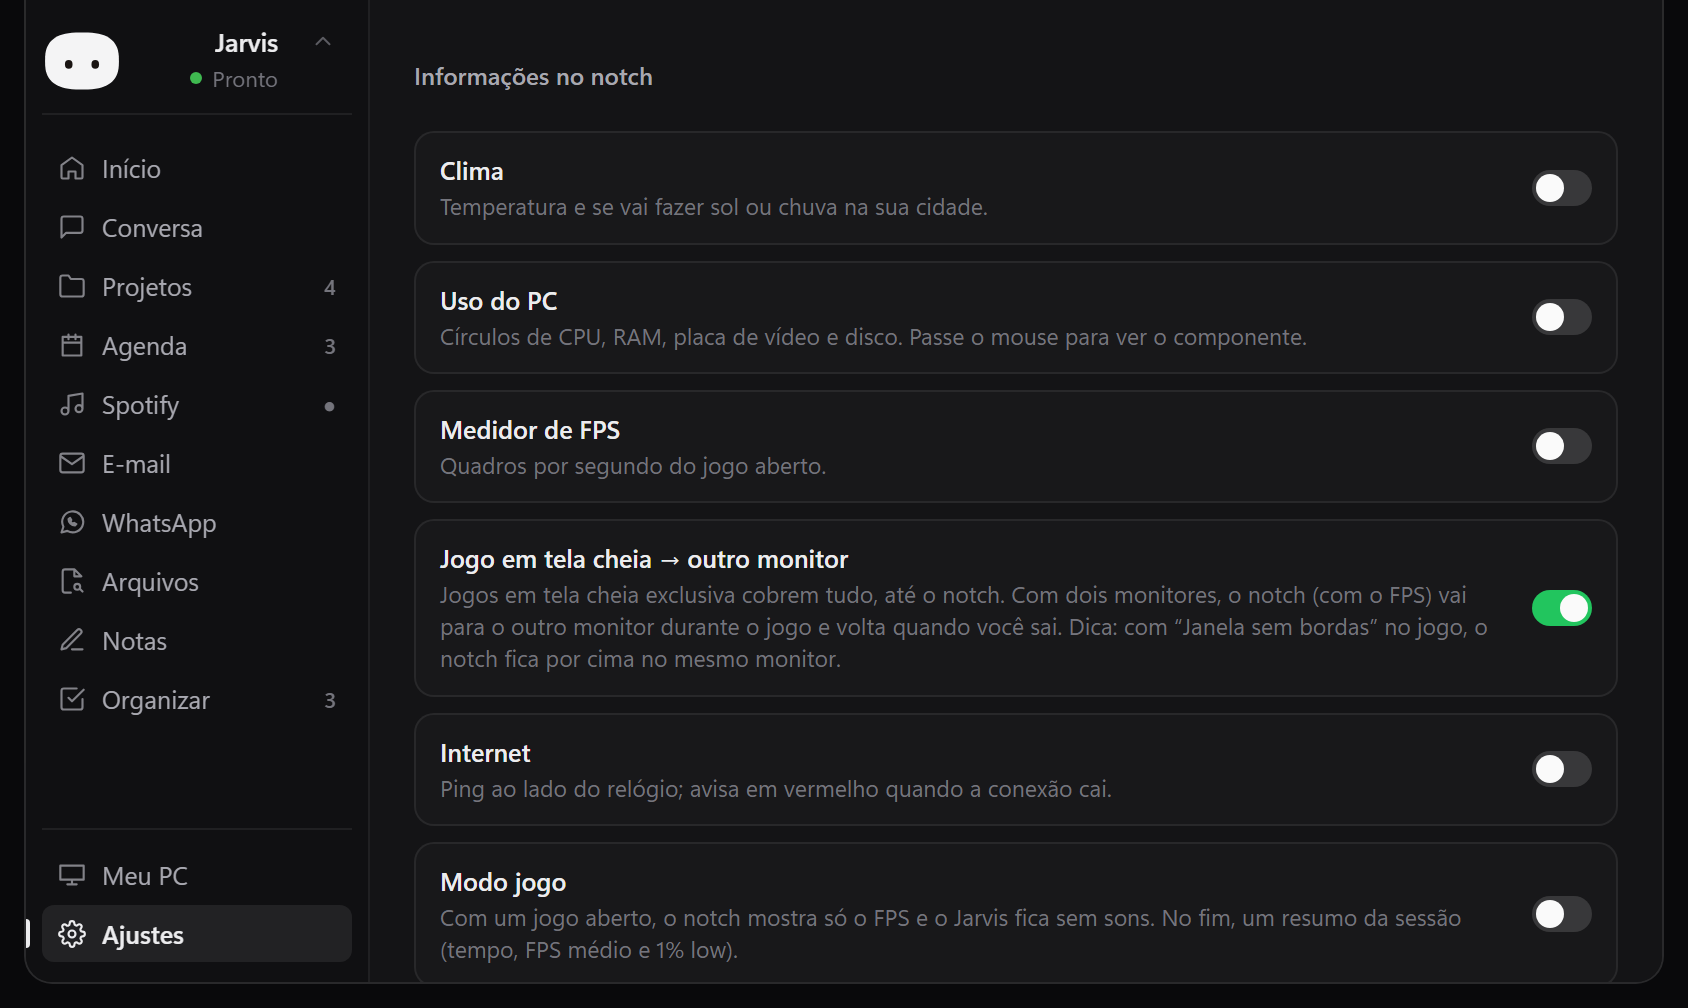 Jarvis
Pronto
Início
Conversa
Projetos 4
Agenda 3
Spotify
E-mail
WhatsApp
Arquivos
Notas
Organizar 3
Meu PC
Ajustes
Informações no notch
Clima
Temperatura e se vai fazer sol ou chuva na sua cidade.
Uso do PC
Círculos de CPU, RAM, placa de vídeo e disco. Passe o mouse para ver o componente.
Medidor de FPS
Quadros por segundo do jogo aberto.
Jogo em tela cheia → outro monitor
Jogos em tela cheia exclusiva cobrem tudo, até o notch. Com dois monitores, o notch (com o FPS) vai
para o outro monitor durante o jogo e volta quando você sai. Dica: com “Janela sem bordas” no jogo, o
notch fica por cima no mesmo monitor.
Internet
Ping ao lado do relógio; avisa em vermelho quando a conexão cai.
Modo jogo
Com um jogo aberto, o notch mostra só o FPS e o Jarvis fica sem sons. No fim, um resumo da sessão
(tempo, FPS médio e 1% low).